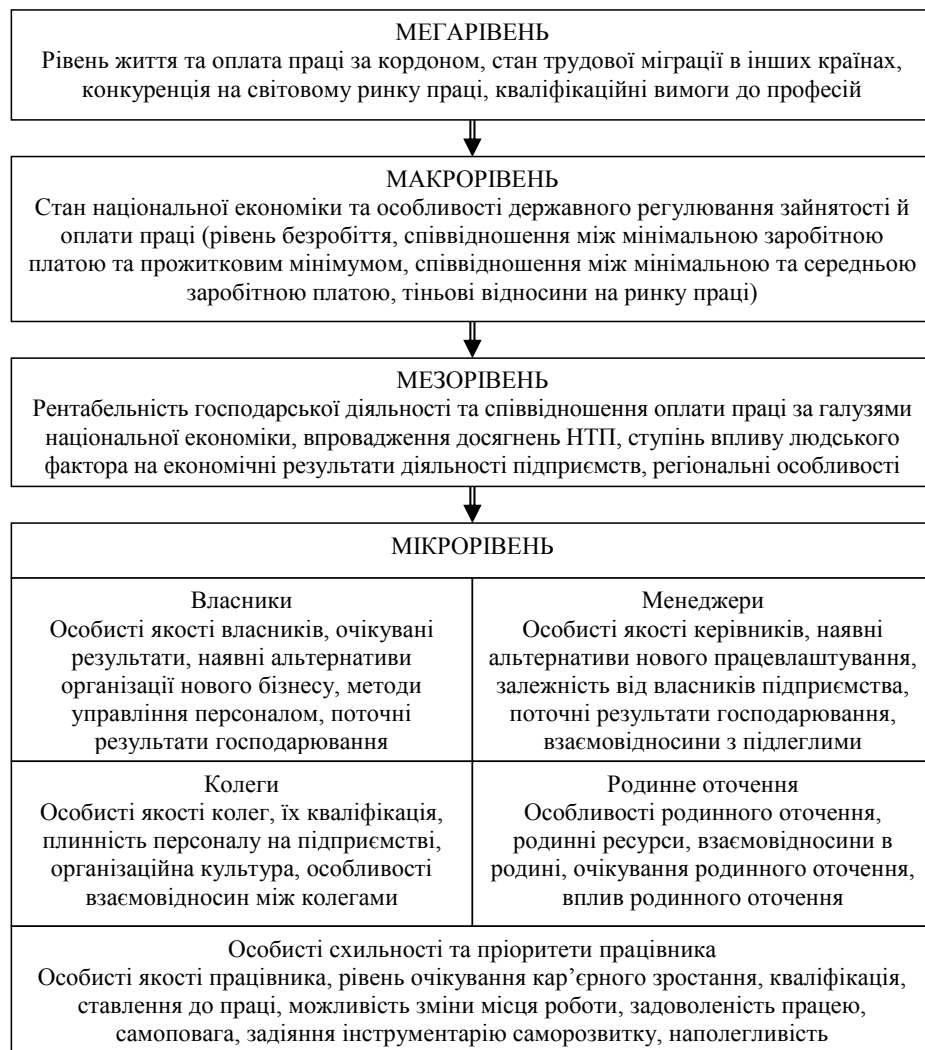 МЕГАРІВЕНЬ
Рівень життя та оплата праці за кордоном, стан трудової міграції в інших країнах,
конкуренція на світовому ринку праці, кваліфікаційні вимоги до професій
МАКРОРІВЕНЬ
Стан національної економіки та особливості державного регулювання зайнятості й
оплати праці (рівень безробіття, співвідношення між мінімальною заробітною
платою та прожитковим мінімумом, співвідношення між мінімальною та середньою
заробітною платою, тіньові відносини на ринку праці)
МЕЗОРІВЕНЬ
Рентабельність господарської діяльності та співвідношення оплати праці за галузями
національної економіки, впровадження досягнень НТП, ступінь впливу людського
фактора на економічні результати діяльності підприємств, регіональні особливості
МІКРОРІВЕНЬ
Власники
Особисті якості власників, очікувані
результати, наявні альтернативи
організації нового бізнесу, методи
управління персоналом, поточні
результати господарювання
Менеджери
Особисті якості керівників, наявні
альтернативи нового працевлаштування,
залежність від власників підприємства,
поточні результати господарювання,
взаємовідносини з підлеглими
Колеги
Особисті якості колег, їх кваліфікація,
плинність персоналу на підприємстві,
організаційна культура, особливості
взаємовідносин між колегами
Родинне оточення
Особливості родинного оточення,
родинні ресурси, взаємовідносини в
родині, очікування родинного оточення,
вплив родинного оточення
Особисті схильності та пріоритети працівника
Особисті якості працівника, рівень очікування кар’єрного зростання, кваліфікація,
ставлення до праці, можливість зміни місця роботи, задоволеність працею,
самоповага, задіяння інструментарію саморозвитку, наполегливість